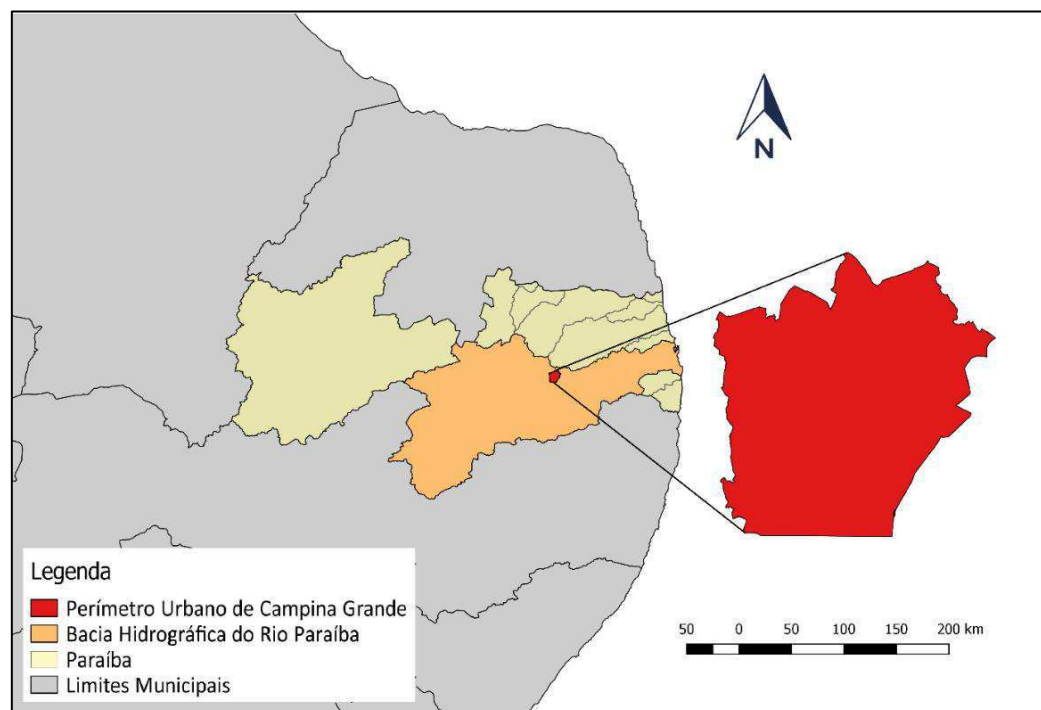 N
Legenda
Perímetro Urbano de Campina Grande
Bacia Hidrográfica do Rio Paraíba
Paraíba
Limites Municipais
50 0 50 100 150 200 km